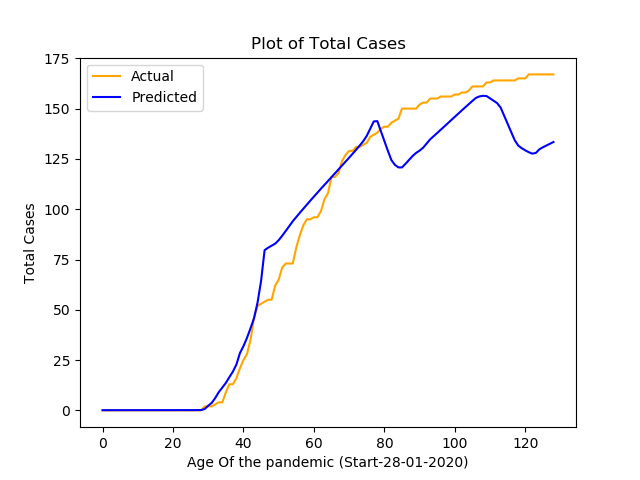 Plot of Total Cases
Actual
Predicted
Total Cases
175
150
125
100
75
50
25
0
0 20 40 60 80 100 120
Age Of the pandemic (Start-28-01-2020)